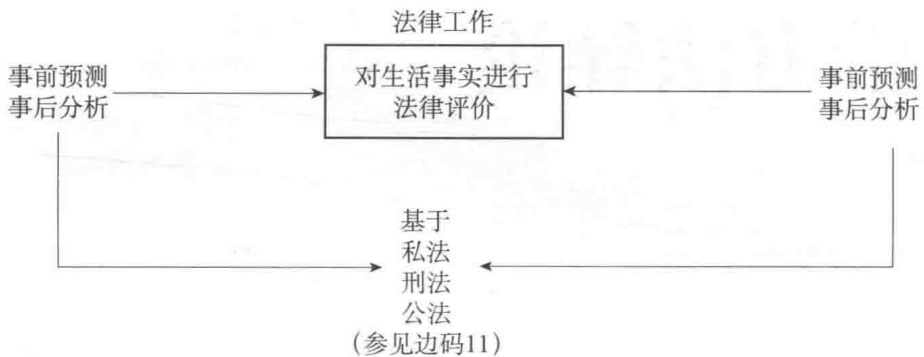 法律工作
事前预测
事后分析
对生活事实进行
法律评价
事前预测
事后分析
基于
私法
刑法
公法
（参见边码11）